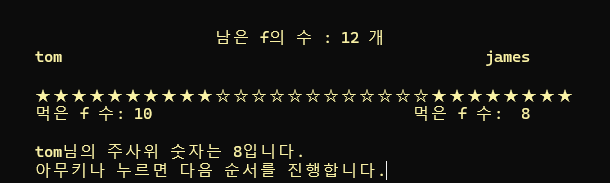 남은 f의 수 : 12 개
tom james
★★★★★★★★★★☆☆☆☆☆☆☆☆☆☆☆☆★★★★★★★★
먹은 f 수: 10 먹은 f 수: 8
tom님의 주사위 숫자는 8입니다.
아무키나 누르면 다음 순서를 진행합니다.